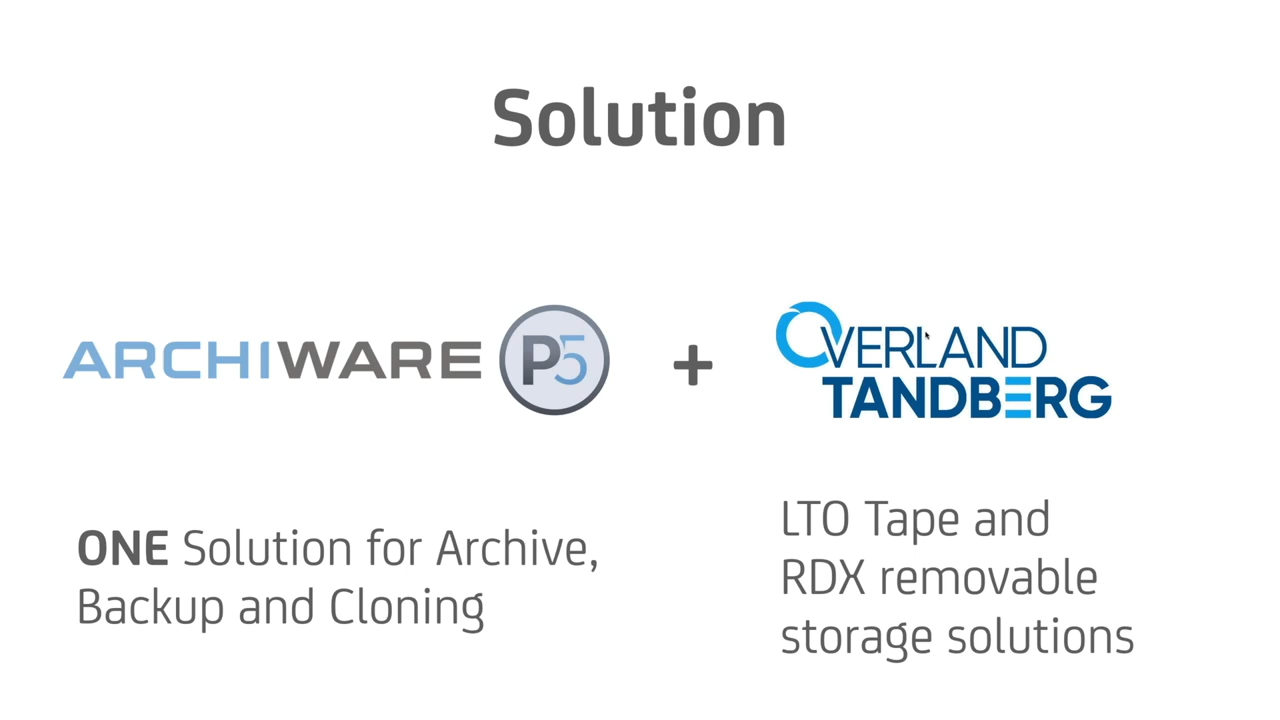 Solution
ARCHIWARE P5
+
OVERLAND
TANDBERG
ONE Solution for Archive,
Backup and Cloning
LTO Tape and
RDX removable
storage solutions